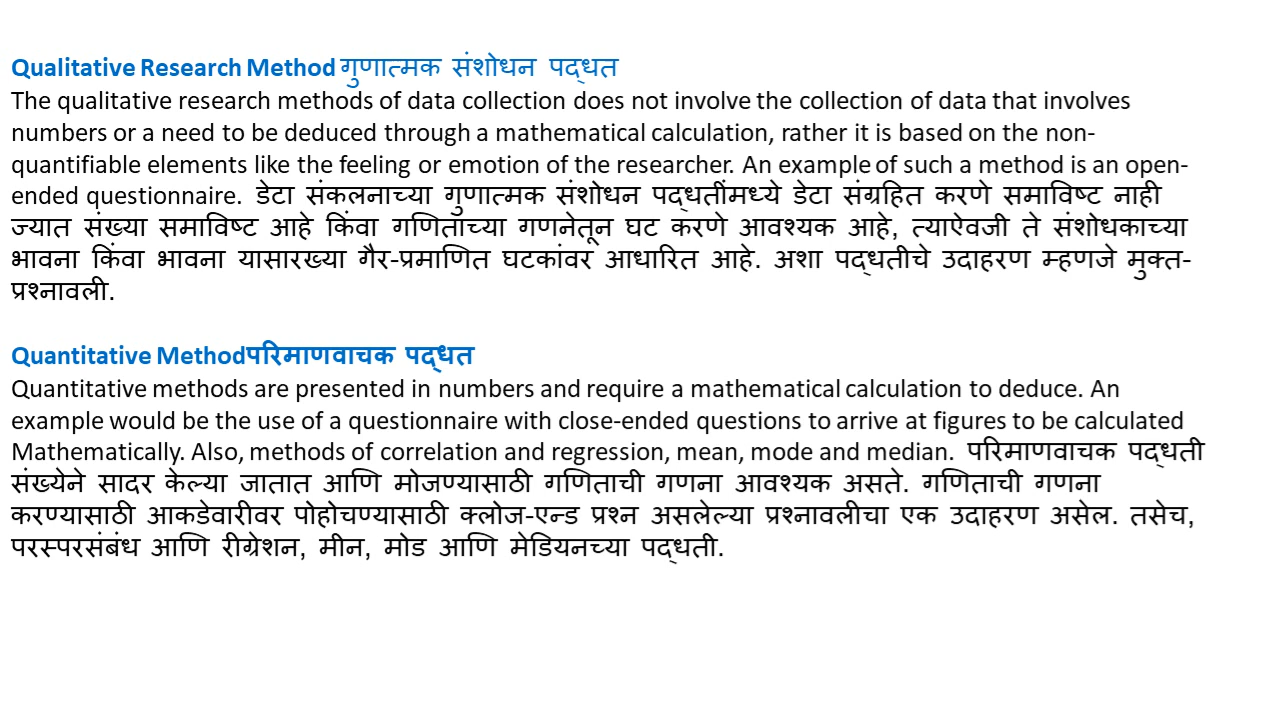 Qualitative Research Method गुणात्मक संशोधन पद्धत
The qualitative research methods of data collection does not involve the collection of data that involves
numbers or a need to be deduced through a mathematical calculation, rather it is based on the non-
quantifiable elements like the feeling or emotion of the researcher. An example of such a method is an open-
ended questionnaire. डेटा संकलनाच्या गुणात्मक संशोधन पद्धतींमध्ये डेटा संग्रहित करणे समाविष्ट नाही
ज्यात संख्या समाविष्ट आहे किंवा गणिताच्या गणनेतून घट करणे आवश्यक आहे, त्याऐवजी ते संशोधकाच्या
भावना किंवा भावना यासारख्या गैर-प्रमाणित घटकांवर आधारित आहे. अशा पद्धतीचे उदाहरण म्हणजे मुक्त-
प्रश्नावली.
Quantitative Methodपरिमाणवाचक पद्धत
Quantitative methods are presented in numbers and require a mathematical calculation to deduce. An
example would be the use of a questionnaire with close-ended questions to arrive at figures to be calculated
Mathematically. Also, methods of correlation and regression, mean, mode and median. परिमाणवाचक पद्धती
संख्येने सादर केल्या जातात आणि मोजण्यासाठी गणिताची गणना आवश्यक असते. गणिताची गणना
करण्यासाठी आकडेवारीवर पोहोचण्यासाठी क्लोज-एन्ड प्रश्न असलेल्या प्रश्नावलीचा एक उदाहरण असेल. तसेच,
परस्परसंबंध आणि रीग्रेशन, मीन, मोड आणि मेडियनच्या पद्धती.